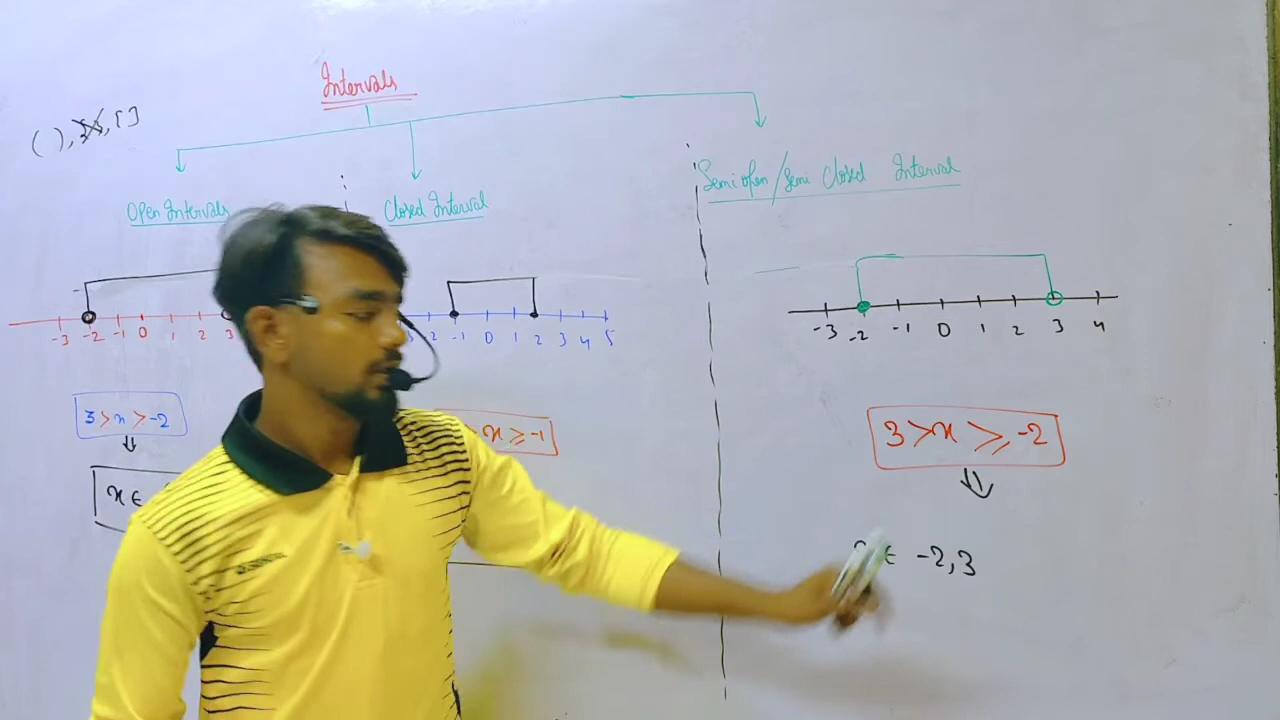 Intervals
( ), { }, [ ]
Open Intervals
Closed Interval
Semi open/Semi Closed Interval
-3 -2 -1 0 1 2 3
-1 0 1 2 3 4 5
-3 -2 -1 0 1 2 3 4
3 > x > -2
⇓
x ∈
x ≥ -1
3 > x ≥ -2
⇓
∈ -2, 3